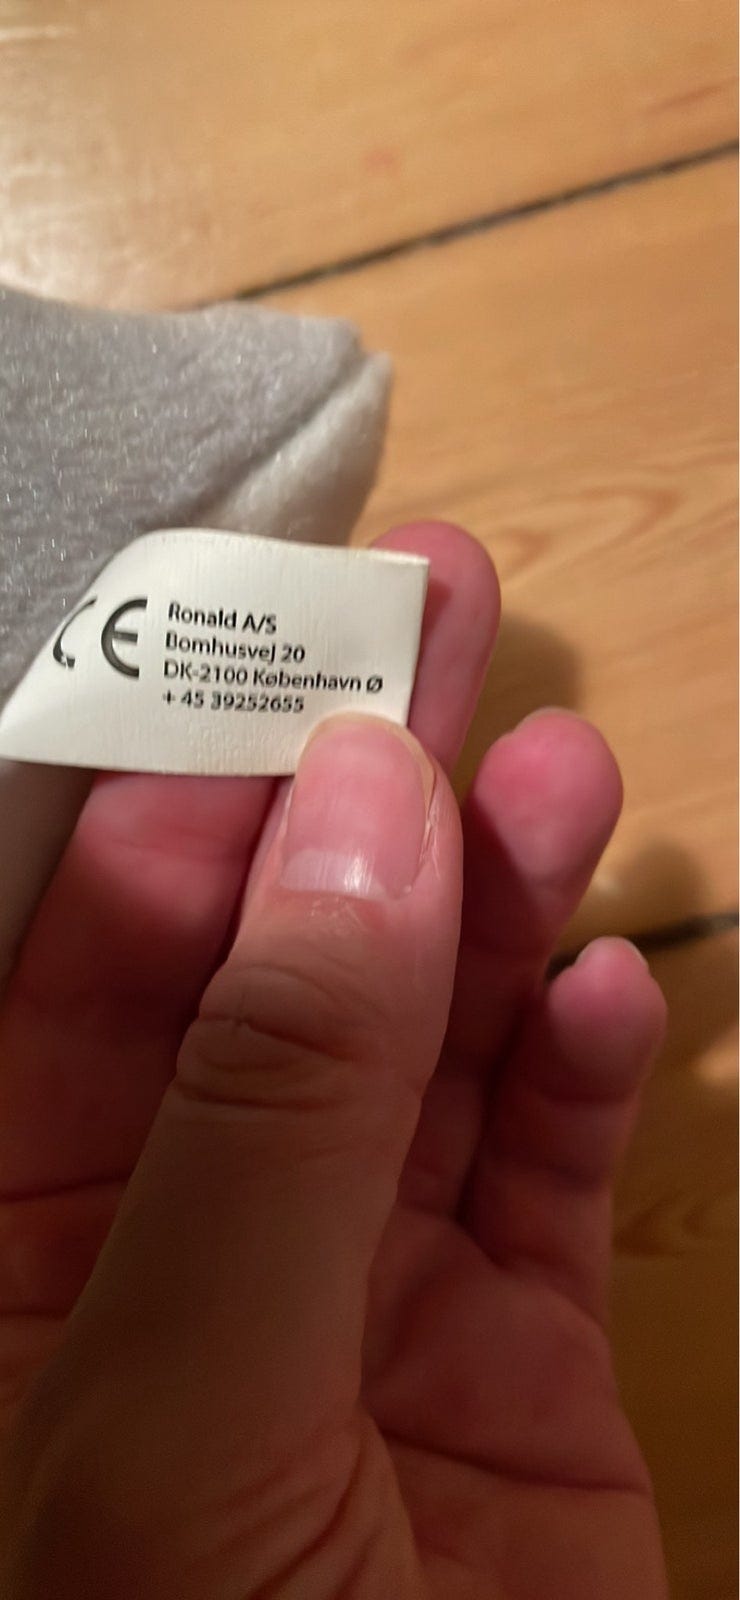 CE
Ronald A/S
Bomhusvej 20
DK-2100 København Ø
+ 45 39252655